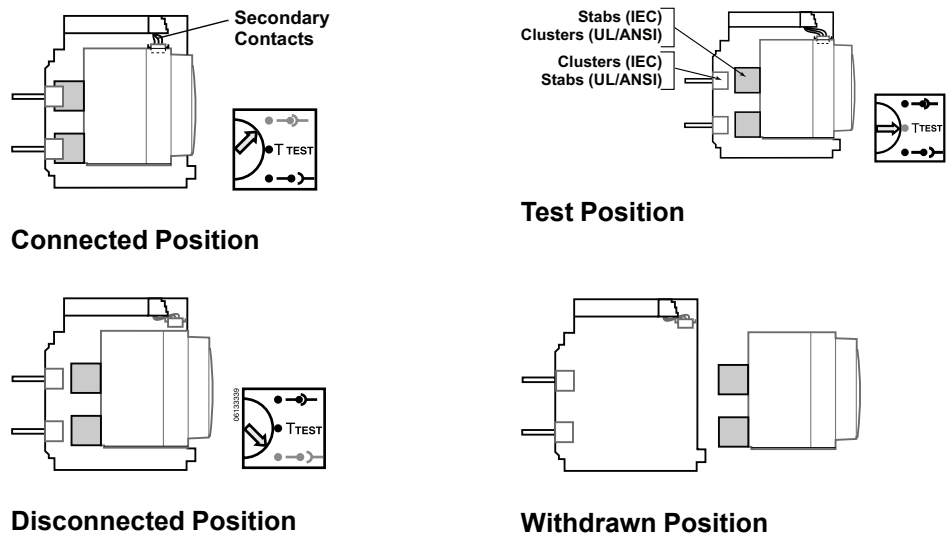 Secondary
Contacts
T TEST
Connected Position
Stabs (IEC)
Clusters (UL/ANSI)
Clusters (IEC)
Stabs (UL/ANSI)
TTEST
Test Position
06133339
TTEST
Disconnected Position
Withdrawn Position